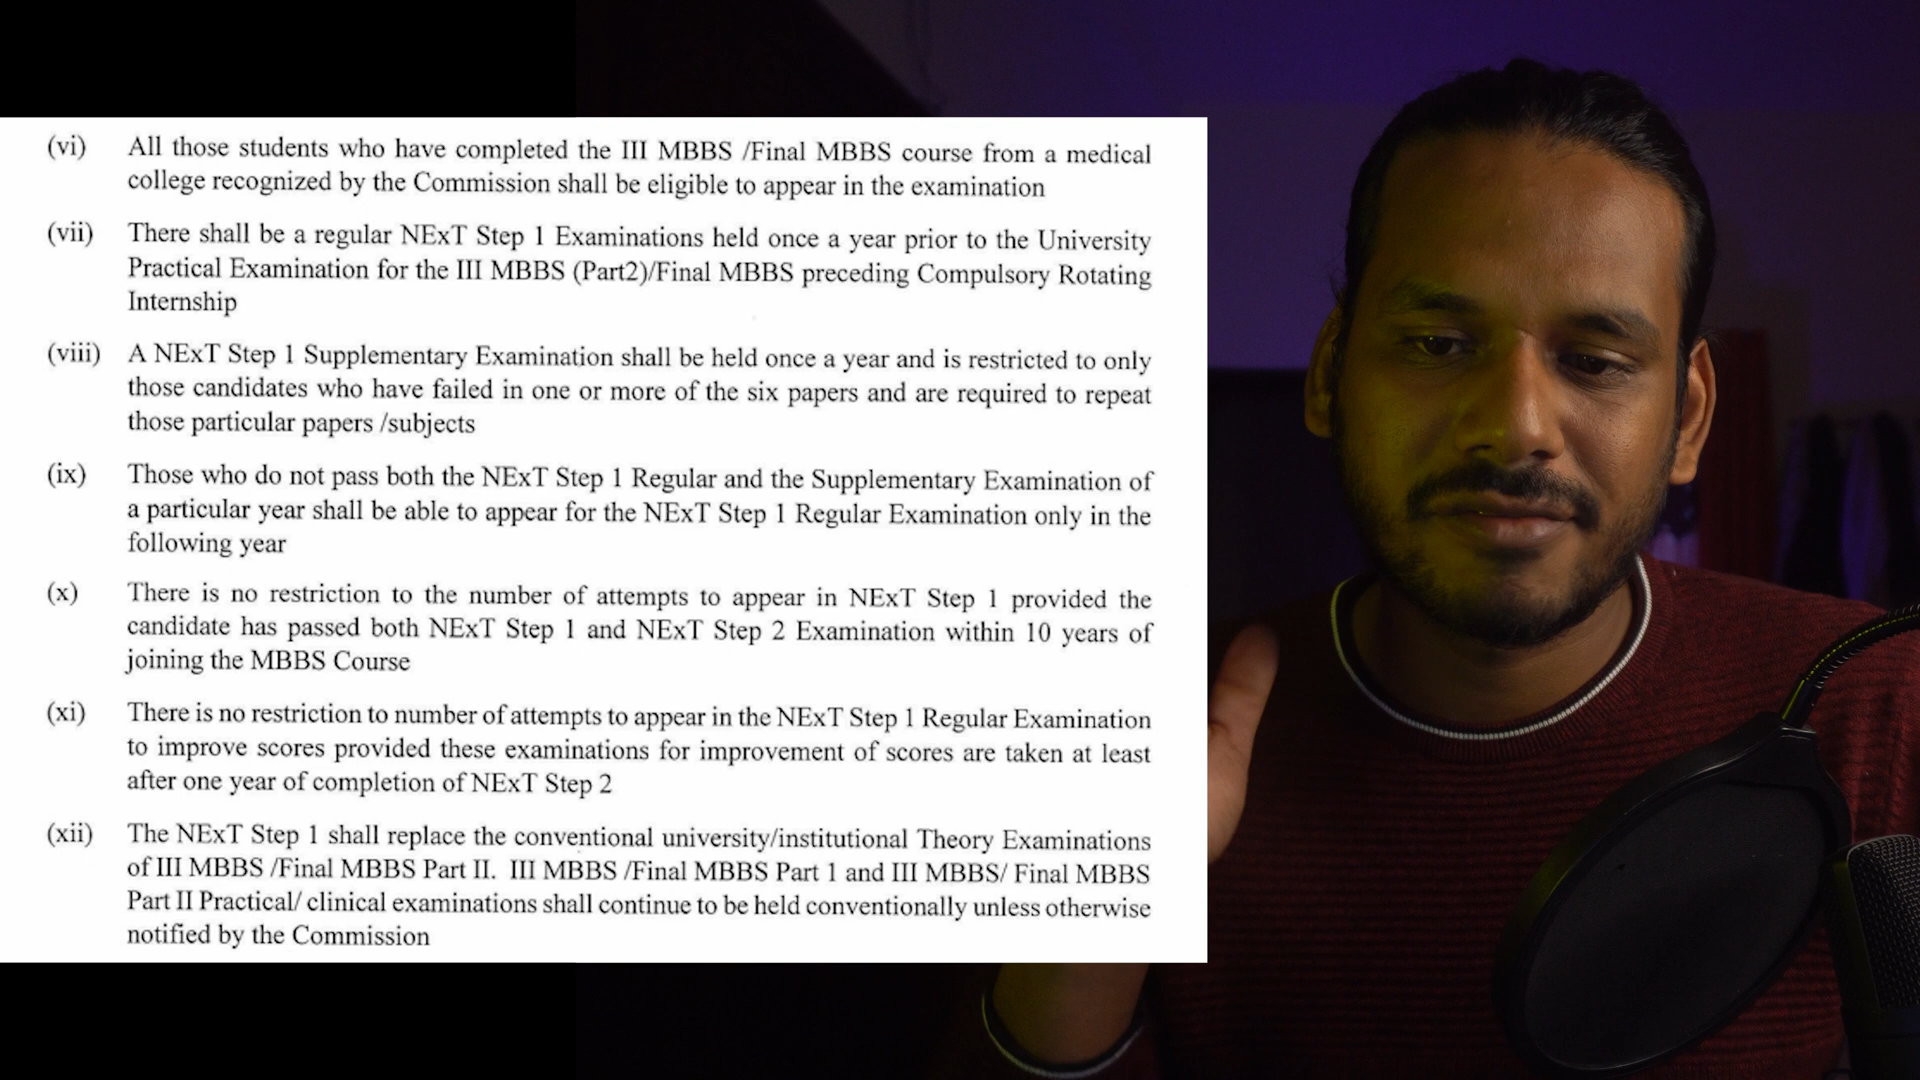 (vi) All those students who have completed the III MBBS /Final MBBS course from a medical
college recognized by the Commission shall be eligible to appear in the examination
(vii) There shall be a regular NExT Step 1 Examinations held once a year prior to the University
Practical Examination for the III MBBS (Part2)/Final MBBS preceding Compulsory Rotating
Internship
(viii) A NExT Step 1 Supplementary Examination shall be held once a year and is restricted to only
those candidates who have failed in one or more of the six papers and are required to repeat
those particular papers /subjects
(ix) Those who do not pass both the NExT Step 1 Regular and the Supplementary Examination of
a particular year shall be able to appear for the NExT Step 1 Regular Examination only in the
following year
(x) There is no restriction to the number of attempts to appear in NExT Step 1 provided the
candidate has passed both NExT Step 1 and NExT Step 2 Examination within 10 years of
joining the MBBS Course
(xi) There is no restriction to number of attempts to appear in the NExT Step 1 Regular Examination
to improve scores provided these examinations for improvement of scores are taken at least
after one year of completion of NExT Step 2
(xii) The NExT Step 1 shall replace the conventional university/institutional Theory Examinations
of III MBBS /Final MBBS Part II. III MBBS /Final MBBS Part 1 and III MBBS/ Final MBBS
Part II Practical/ clinical examinations shall continue to be held conventionally unless otherwise
notified by the Commission